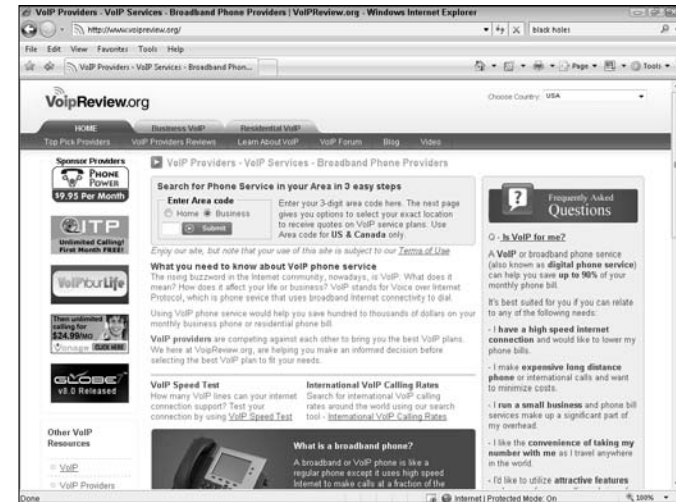 VoIP Providers - VoIP Services - Broadband Phone Providers | VoIPReview.org - Windows Internet Explorer
http://www.voipreview.org/
black holes
File Edit View Favorites Tools Help
VoIP Providers - VoIP Services - Broadband Phon...
Page
Tools
VoipReview.org
Choose Country: USA
HOME
Business VoIP
Residential VoIP
Top Pick Providers
VoIP Providers Reviews
Learn About VoIP
VoIP Forum
Blog
Video
Sponsor Providers
PHONE
POWER
$9.95 Per Month
ITP
Unlimited Calling!
First Month FREE!
VoIPYourLife
Then unlimited
calling for
$24.99/MO
Vonage CLICK HERE
GLOBE7
v8.0 Released
Other VoIP
Resources
VoIP
VoIP Providers
VoIP Providers - VoIP Services - Broadband Phone Providers
Search for Phone Service in your Area in 3 easy steps
Enter Area code
Home Business
Submit
Enter your 3-digit area code here. The next page
gives you options to select your exact location
to receive quotes on VoIP service plans. Use
Area code for US & Canada only.
Enjoy our site, but note that your use of this site is subject to our Terms of Use
What you need to know about VoIP phone service
The rising buzzword in the Internet community, nowadays, is VoIP. What does it
mean? How does it affect your life or business? VoIP stands for Voice over Internet
Protocol, which is phone sevice that uses broadband Internet connectivity to dial.
Using VoIP phone service would help you save hundred to thousands of dollars on your
monthly business phone or residential phone bill.
VoIP providers are competing against each other to bring you the best VoIP plans.
We here at VoipReview.org, are helping you make an informed decision before
selecting the best VoIP plan to fit your needs.
VoIP Speed Test
How many VoIP lines can your internet
connection support? Test your
connection by using VoIP Speed Test
International VoIP Calling Rates
Search for international VoIP calling
rates around the world using our search
tool - International VoIP Calling Rates
What is a broadband phone?
A broadband or VoIP phone is like a
regular phone except it uses high speed
Internet to make calls at a fraction of the
Frequently Asked
Questions
Q - Is VoIP for me?
A VoIP or broadband phone service
(also known as digital phone service)
can help you save up to 90% of your
monthly phone bill.
It's best suited for you if you can relate
to any of the following needs:
- I have a high speed internet
connection and would like to lower my
phone bills.
- I make expensive long distance
phone or international calls and want
to minimize costs.
- I run a small business and phone bill
services make up a significant part of
my overhead.
- I like the convenience of taking my
number with me as I travel anywhere
in the world.
- I'd like to utilize attractive features
Done
Internet | Protected Mode: On
100%